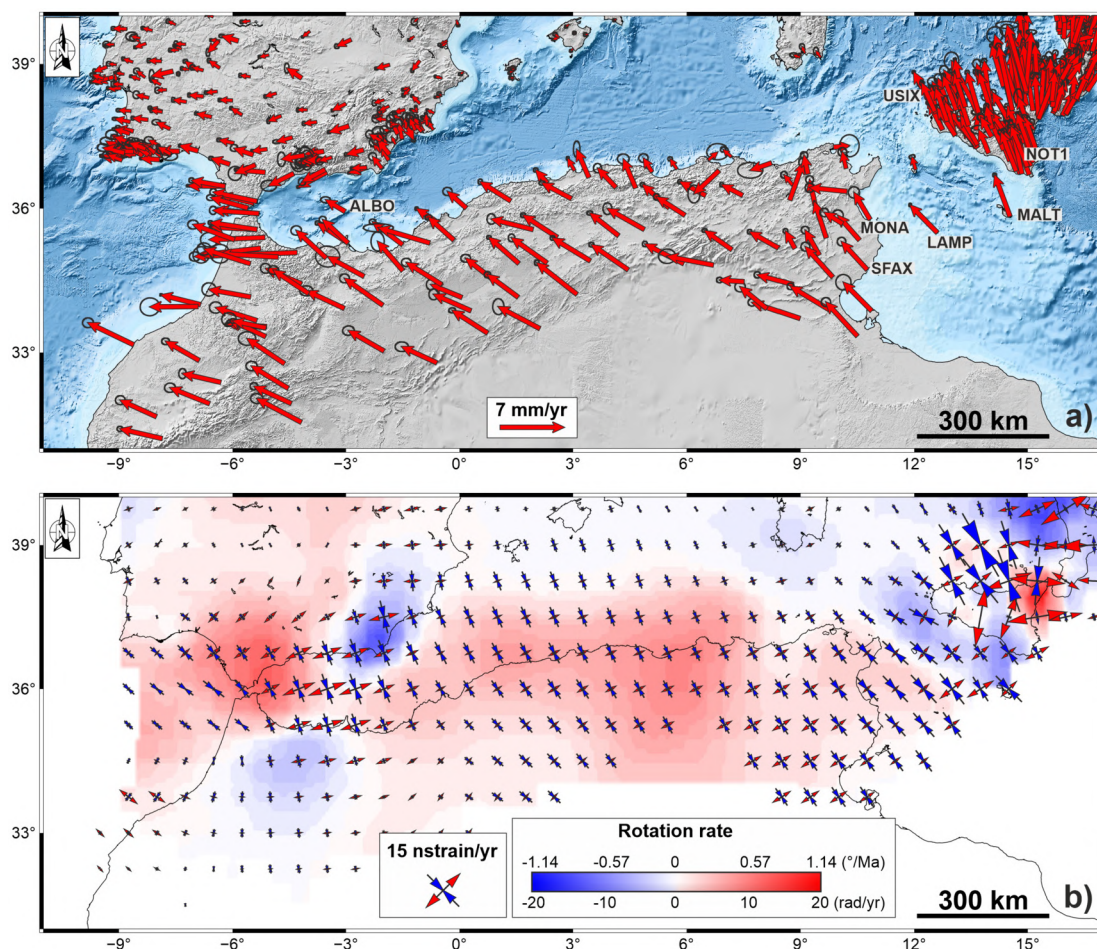 N
39°
36°
33°
USIX
NOT1
ALBO
MALT
MONA
LAMP
SFAX
7 mm/yr
300 km
a)
−9° −6° −3° 0° 3° 6° 9° 12° 15°
N
39°
36°
33°
15 nstrain/yr
Rotation rate
-1.14 -0.57 0 0.57 1.14 (°/Ma)
-20 -10 0 10 20 (rad/yr)
300 km
b)
−9° −6° −3° 0° 3° 6° 9° 12° 15°